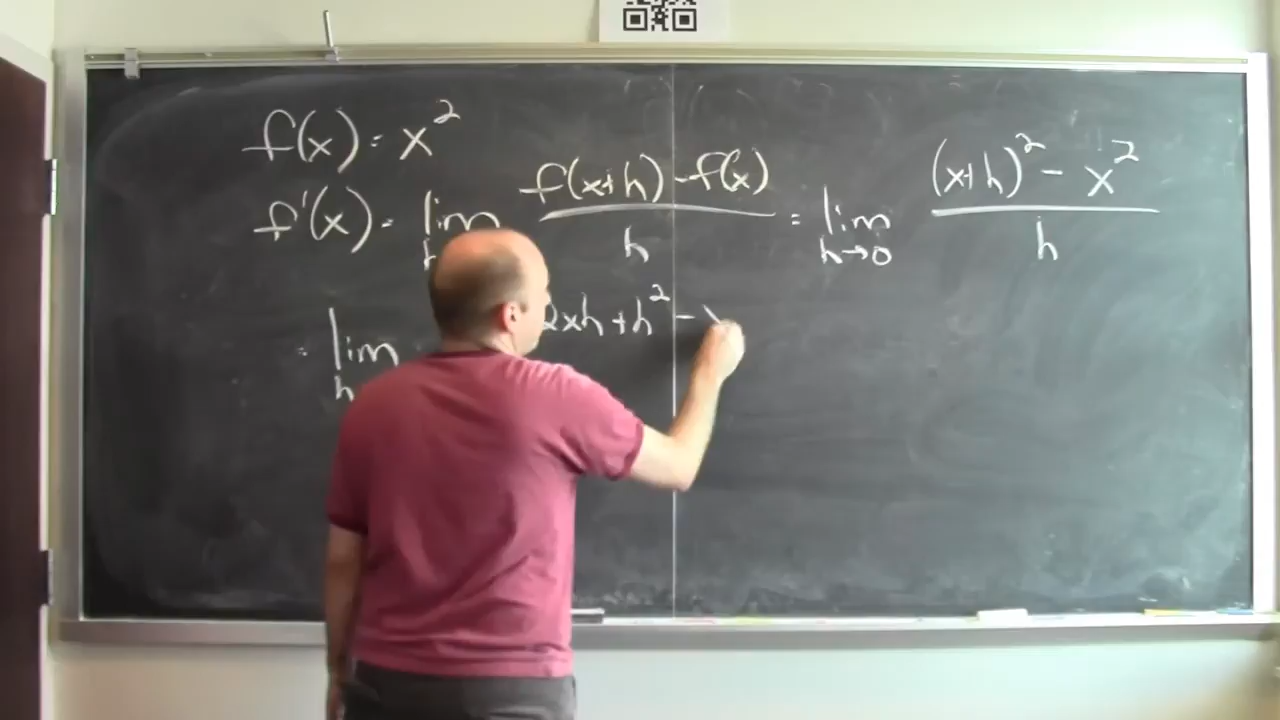 f(x) = x²
f'(x) = lim f(x+h) - f(x) / h = lim h→0 (x+h)² - x² / h
= lim h 2xh + h² -